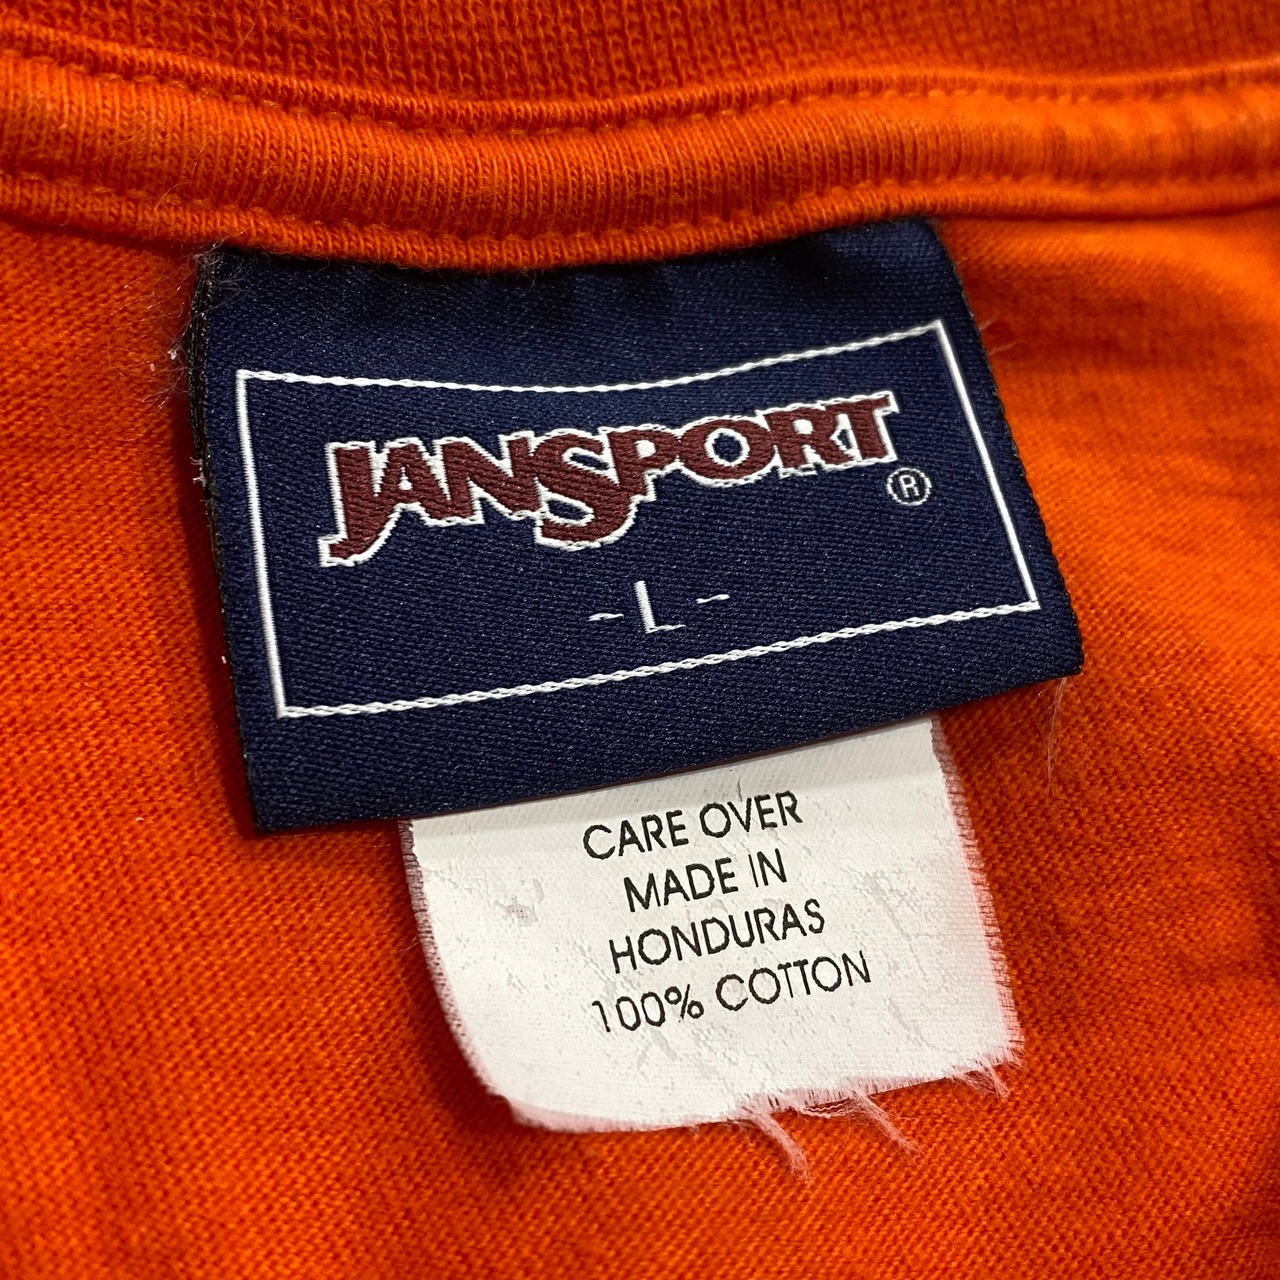 JANSPORT®
- L -
CARE OVER
MADE IN
HONDURAS
100% COTTON